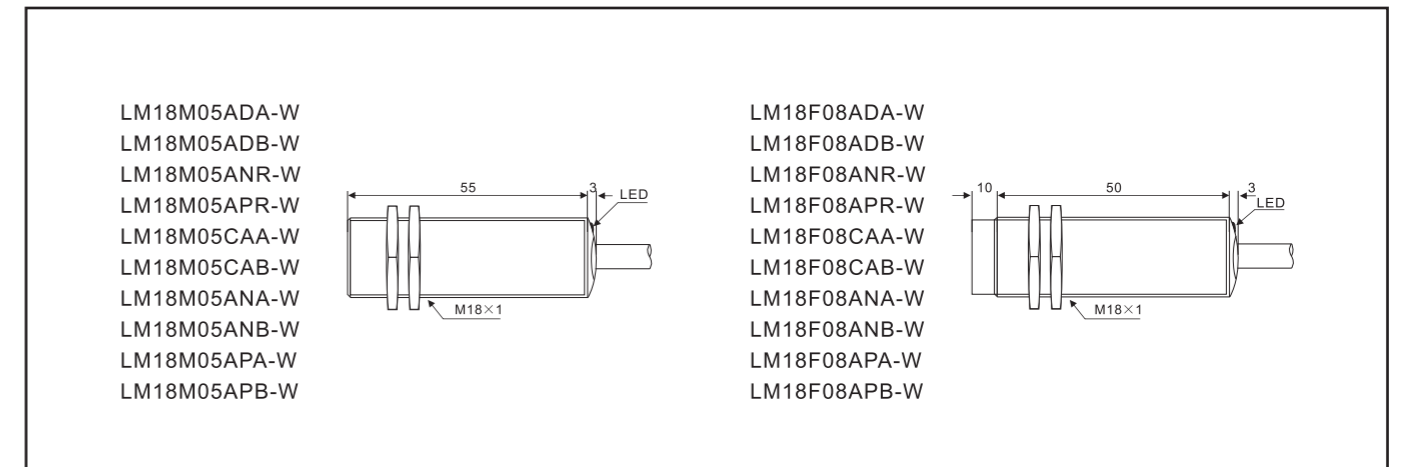 LM18M05ADA-W
LM18M05ADB-W
LM18M05ANR-W
LM18M05APR-W
LM18M05CAA-W
LM18M05CAB-W
LM18M05ANA-W
LM18M05ANB-W
LM18M05APA-W
LM18M05APB-W
55
3
LED
M18×1
LM18F08ADA-W
LM18F08ADB-W
LM18F08ANR-W
LM18F08APR-W
LM18F08CAA-W
LM18F08CAB-W
LM18F08ANA-W
LM18F08ANB-W
LM18F08APA-W
LM18F08APB-W
10
50
3
LED
M18×1